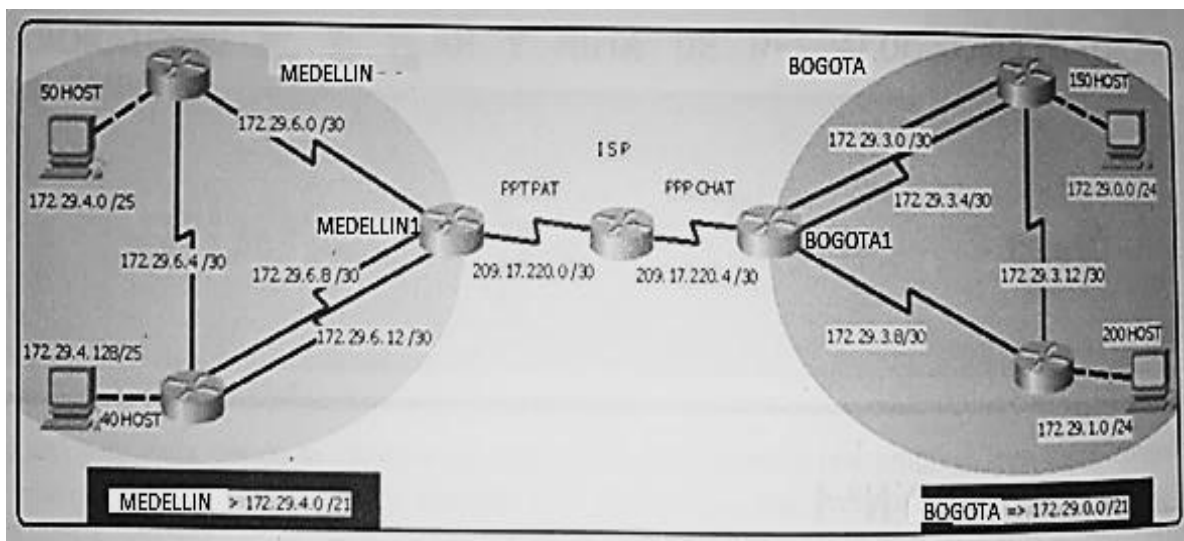 MEDELLIN
BOGOTA
50 HOST
150 HOST
172.29.6.0 /30
172.29.3.0 /30
ISP
172.29.4.0 /25
172.29.3.4/30
172.29.0.0 /24
PPTPAT
PPP CHAT
MEDELLIN1
BOGOTA1
172.29.6.4 /30
172.29.6.8 /30
209.17.220.0 /30
209.17.220.4 /30
172.29.3.12 /30
172.29.6.12 /30
172.29.3.8/30
172.29.4.128/25
200 HOST
40 HOST
172.29.1.0 /24
MEDELLIN > 172.29.4.0 /21
BOGOTA => 172.29.0.0 /21